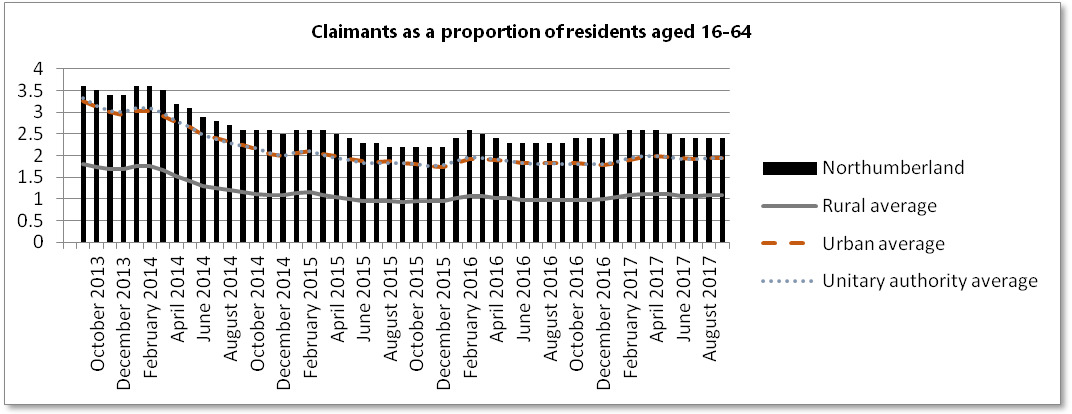 Claimants as a proportion of residents aged 16-64
4
3.5
3
2.5
2
1.5
1
0.5
0
October 2013
December 2013
February 2014
April 2014
June 2014
August 2014
October 2014
December 2014
February 2015
April 2015
June 2015
August 2015
October 2015
December 2015
February 2016
April 2016
June 2016
August 2016
October 2016
December 2016
February 2017
April 2017
June 2017
August 2017
Northumberland
Rural average
Urban average
Unitary authority average